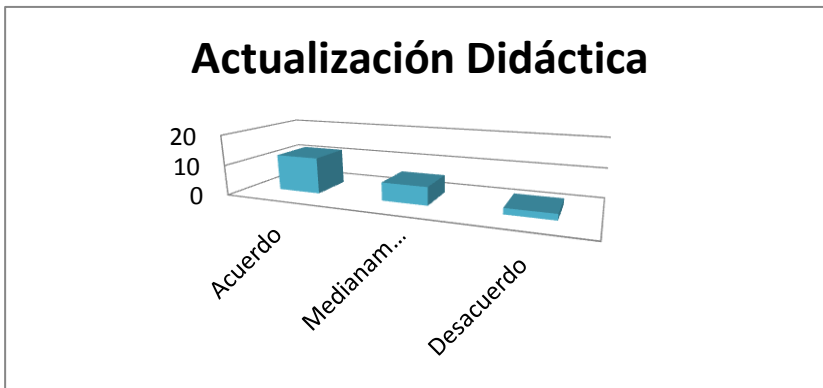 Actualización Didáctica
20
10
0
Acuerdo
Medianam...
Desacuerdo